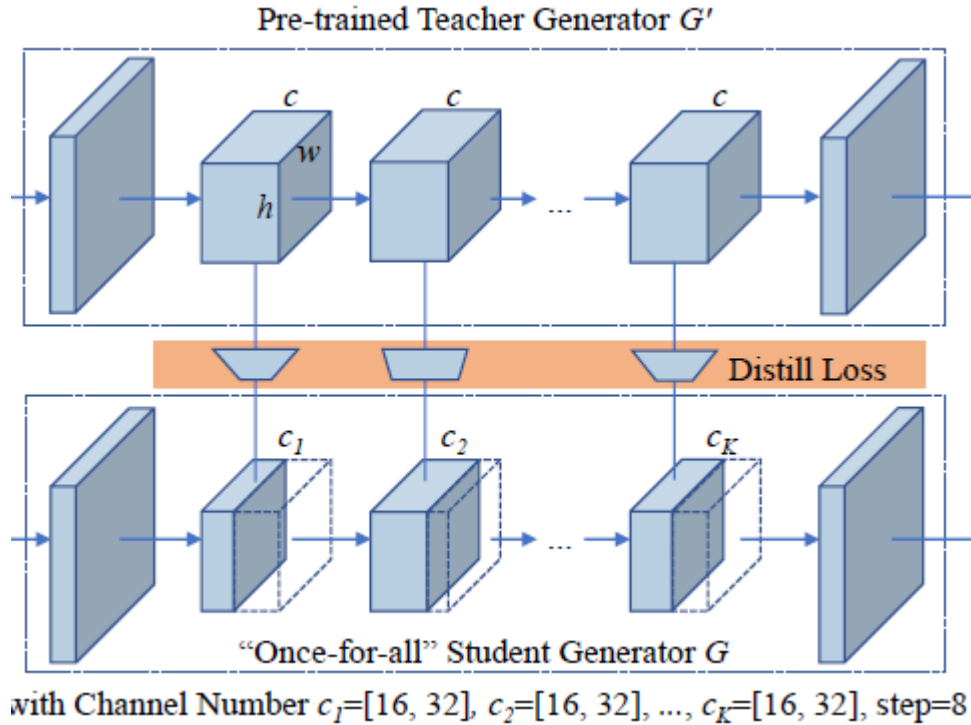 Pre-trained Teacher Generator G'
c c c
w
h
...
Distill Loss
c1 c2 cK
...
“Once-for-all” Student Generator G
with Channel Number c1=[16, 32], c2=[16, 32], ..., cK=[16, 32], step=8